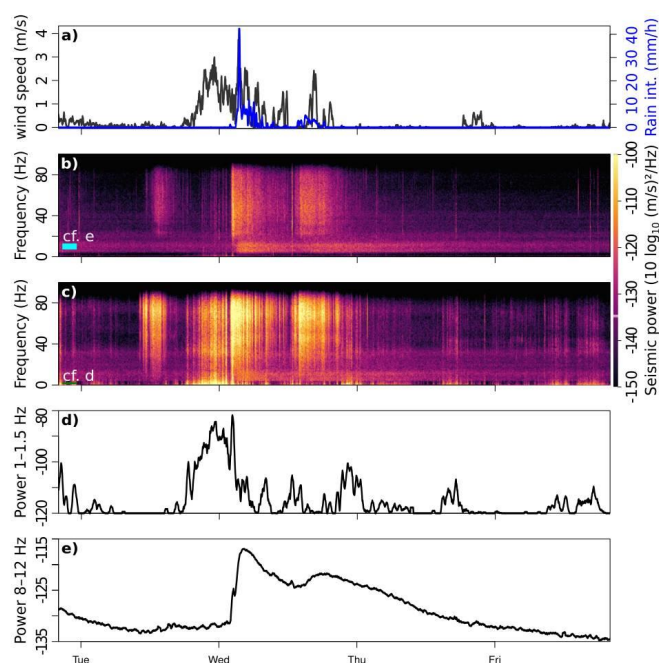 a)
wind speed (m/s)
0 1 2 3 4
0 10 20 30 40
Rain int. (mm/h)
b)
Frequency (Hz)
0 40 80
cf. e
c)
Frequency (Hz)
0 40 80
cf. d
-150 -140 -130 -120 -110 -100
Seismic power (10 log₁₀ (m/s)²/Hz)
d)
Power 1–1.5 Hz
-120 -100 -80
e)
Power 8–12 Hz
-135 -125 -115
Tue Wed Thu Fri